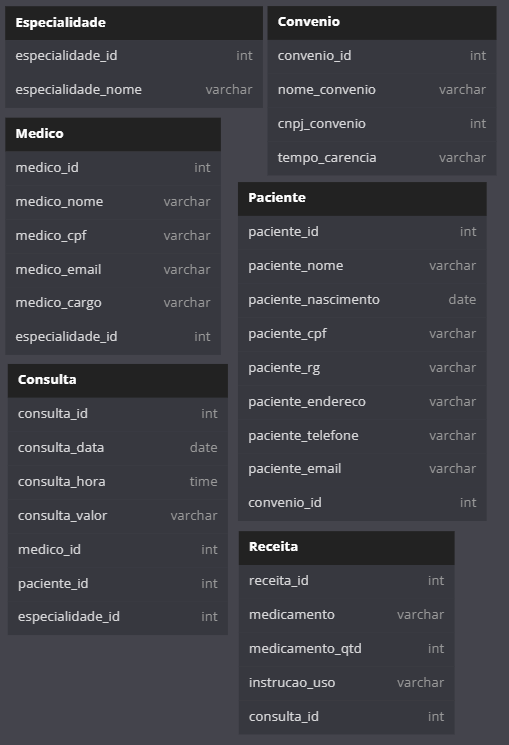 Especialidade
especialidade_id int
especialidade_nome varchar
Convenio
convenio_id int
nome_convenio varchar
cnpj_convenio int
tempo_carencia varchar
Medico
medico_id int
medico_nome varchar
medico_cpf varchar
medico_email varchar
medico_cargo varchar
especialidade_id int
Paciente
paciente_id int
paciente_nome varchar
paciente_nascimento date
paciente_cpf varchar
paciente_rg varchar
paciente_endereco varchar
paciente_telefone varchar
paciente_email varchar
convenio_id int
Consulta
consulta_id int
consulta_data date
consulta_hora time
consulta_valor varchar
medico_id int
paciente_id int
especialidade_id int
Receita
receita_id int
medicamento varchar
medicamento_qtd int
instrucao_uso varchar
consulta_id int